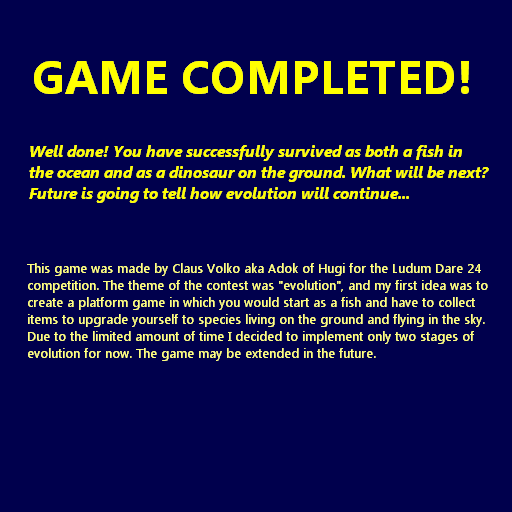 GAME COMPLETED!
Well done! You have successfully survived as both a fish in
the ocean and as a dinosaur on the ground. What will be next?
Future is going to tell how evolution will continue...
This game was made by Claus Volko aka Adok of Hugi for the Ludum Dare 24
competition. The theme of the contest was "evolution", and my first idea was to
create a platform game in which you would start as a fish and have to collect
items to upgrade yourself to species living on the ground and flying in the sky.
Due to the limited amount of time I decided to implement only two stages of
evolution for now. The game may be extended in the future.